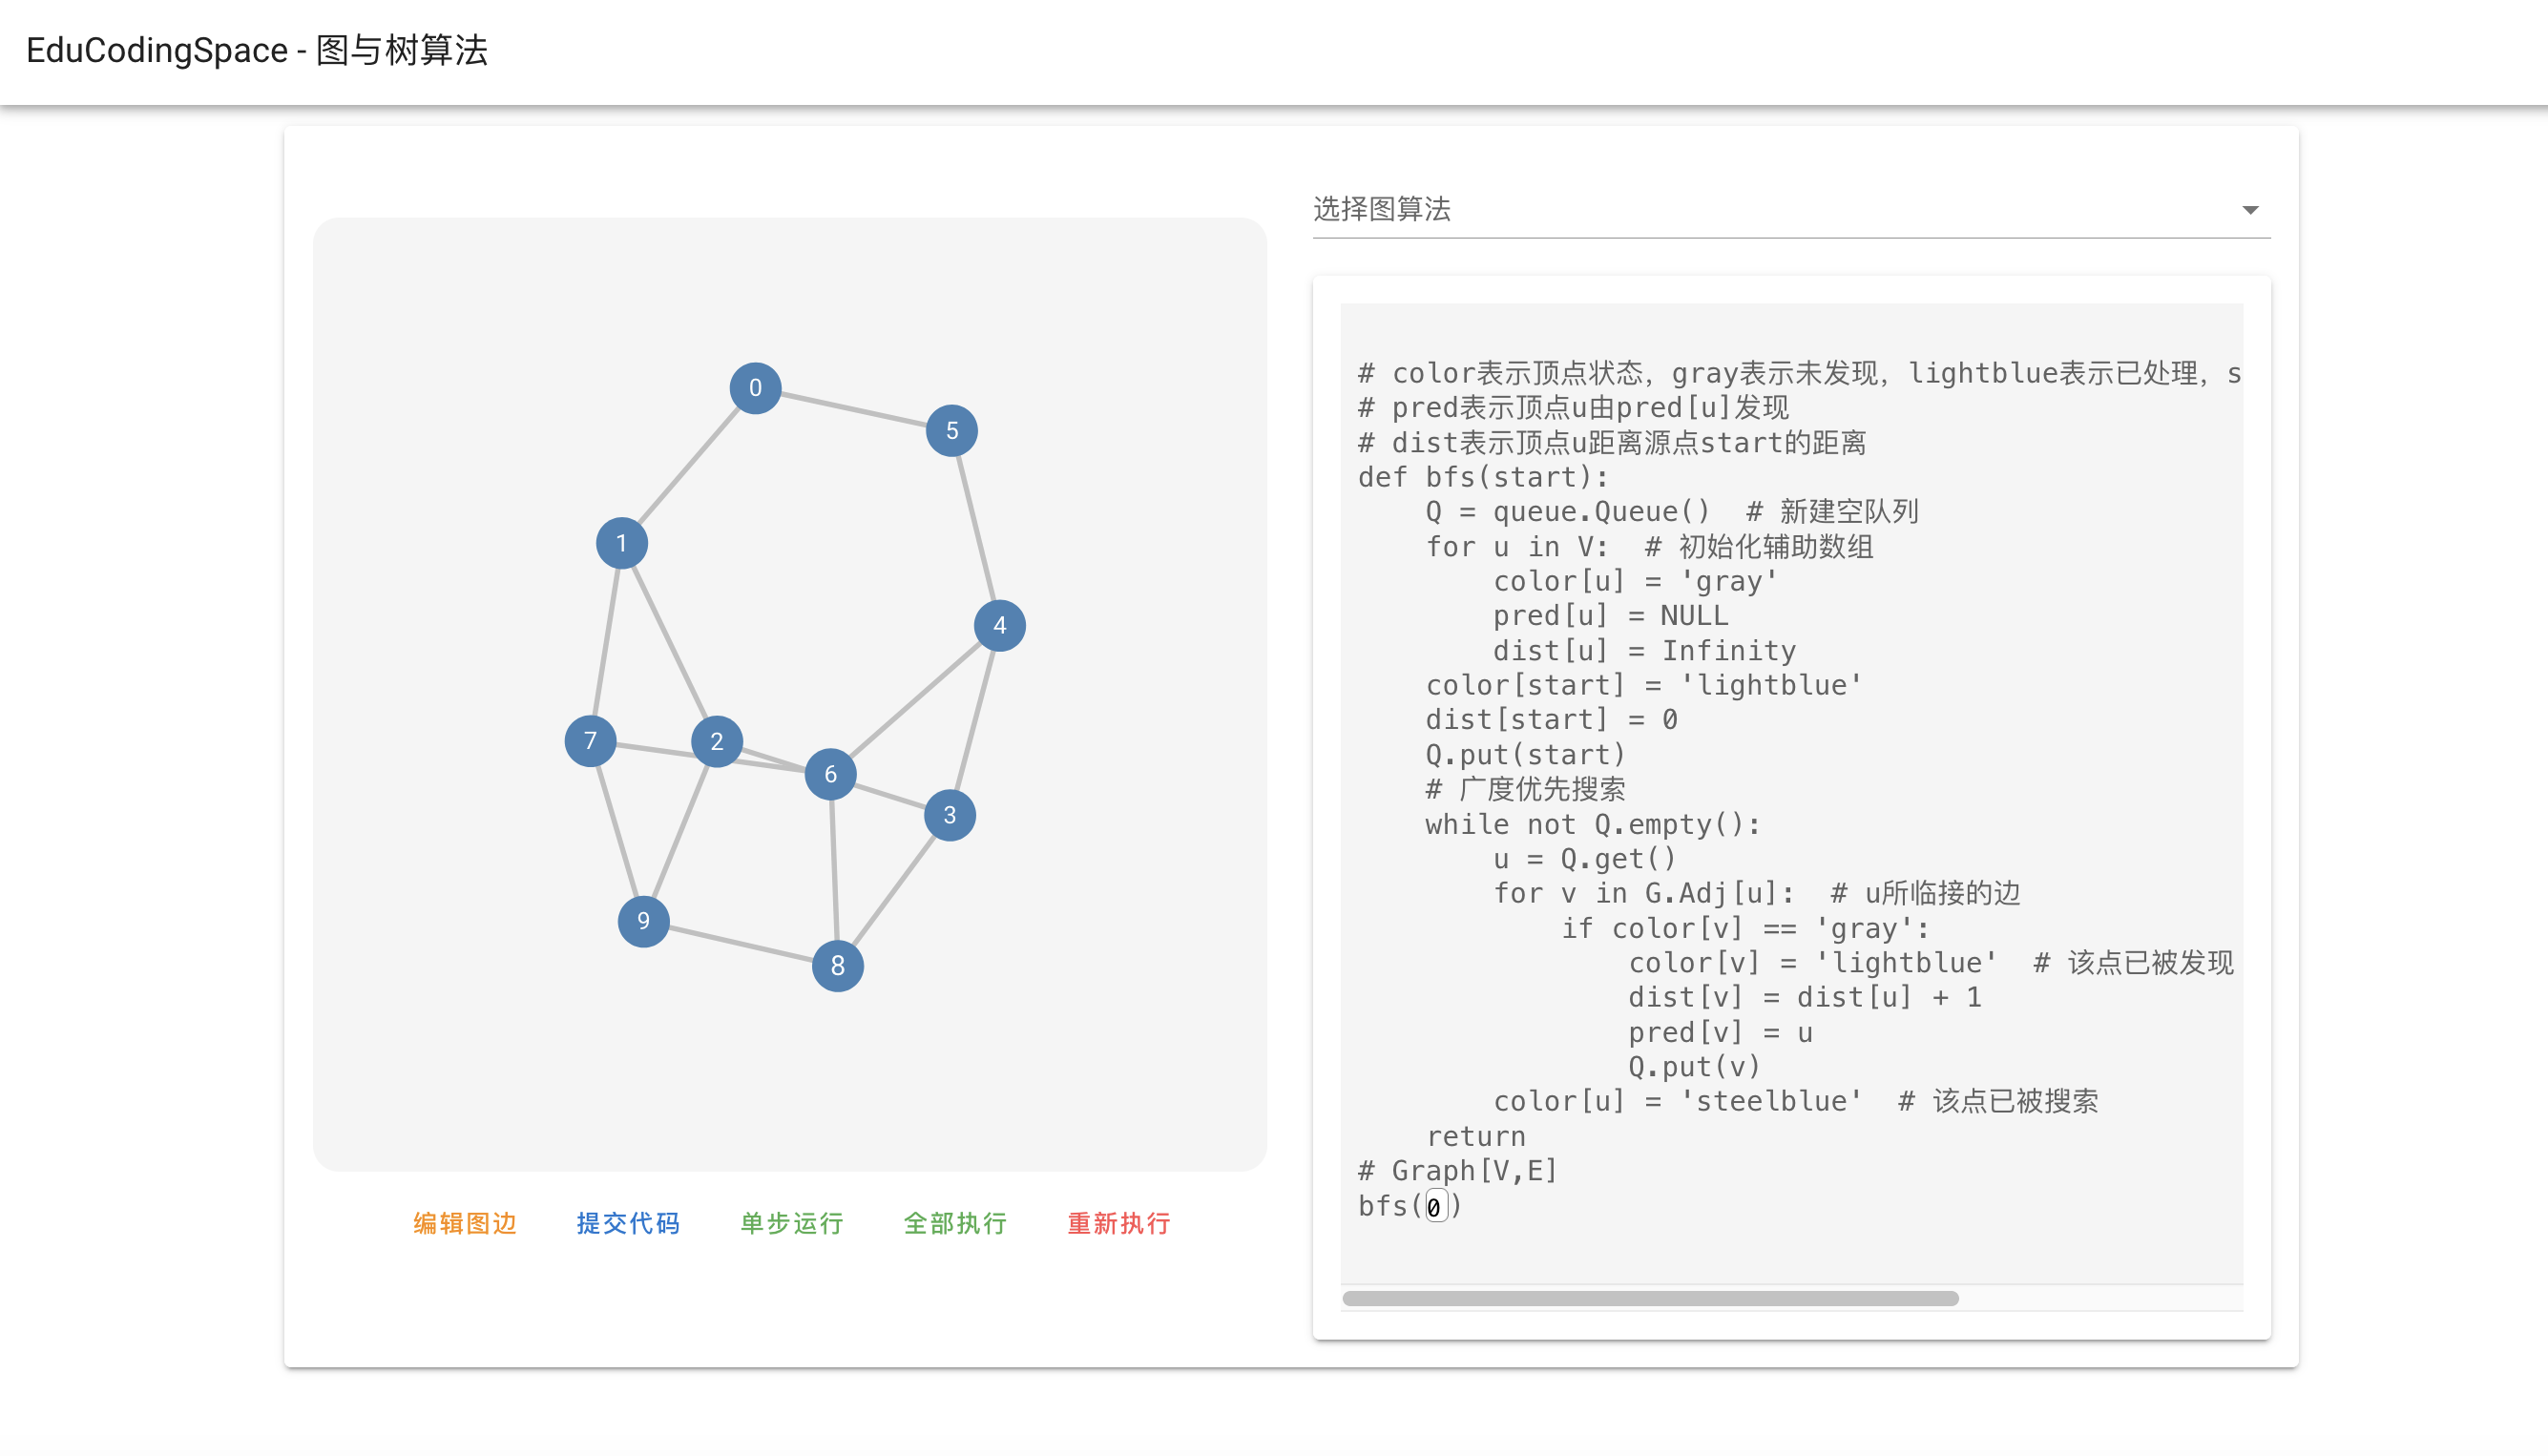 EduCodingSpace - 图与树算法
0
5
1
4
7
2
6
3
9
8
编辑图边 提交代码 单步运行 全部执行 重新执行
选择图算法
# color表示顶点状态，gray表示未发现，lightblue表示已处理，s
# pred表示顶点u由pred[u]发现
# dist表示顶点u距离源点start的距离
def bfs(start):
    Q = queue.Queue()  # 新建空队列
    for u in V:  # 初始化辅助数组
        color[u] = 'gray'
        pred[u] = NULL
        dist[u] = Infinity
    color[start] = 'lightblue'
    dist[start] = 0
    Q.put(start)
    # 广度优先搜索
    while not Q.empty():
        u = Q.get()
        for v in G.Adj[u]:  # u所临接的边
            if color[v] == 'gray':
                color[v] = 'lightblue'  # 该点已被发现
                dist[v] = dist[u] + 1
                pred[v] = u
                Q.put(v)
        color[u] = 'steelblue'  # 该点已被搜索
    return
# Graph[V,E]
bfs(0)